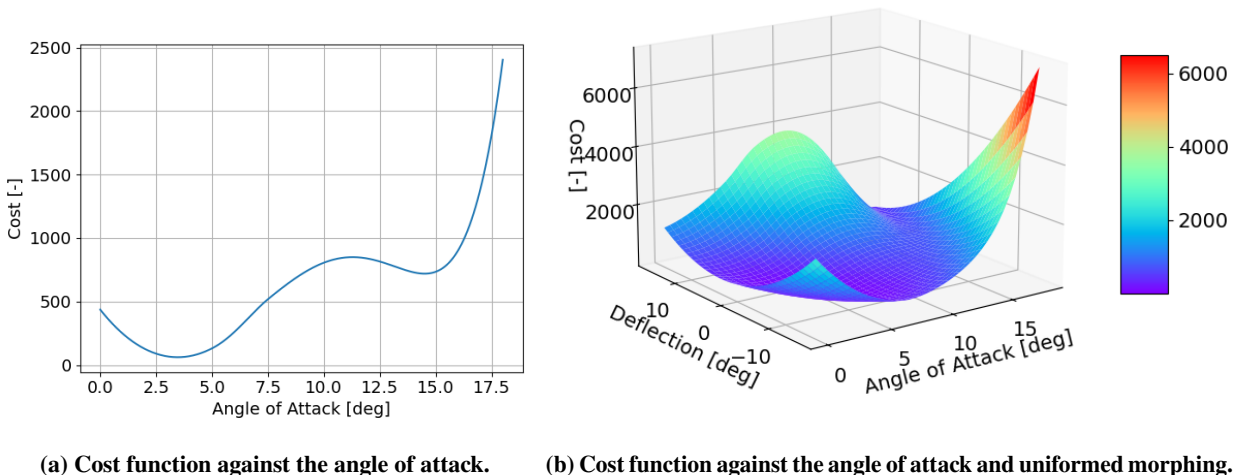 2500
2000
1500
1000
500
0
Cost [-]
0.0 2.5 5.0 7.5 10.0 12.5 15.0 17.5
Angle of Attack [deg]
6000
4000
2000
Cost [-]
10
0
−10
Deflection [deg]
0
5
10
15
Angle of Attack [deg]
6000
4000
2000
(a) Cost function against the angle of attack.
(b) Cost function against the angle of attack and uniformed morphing.